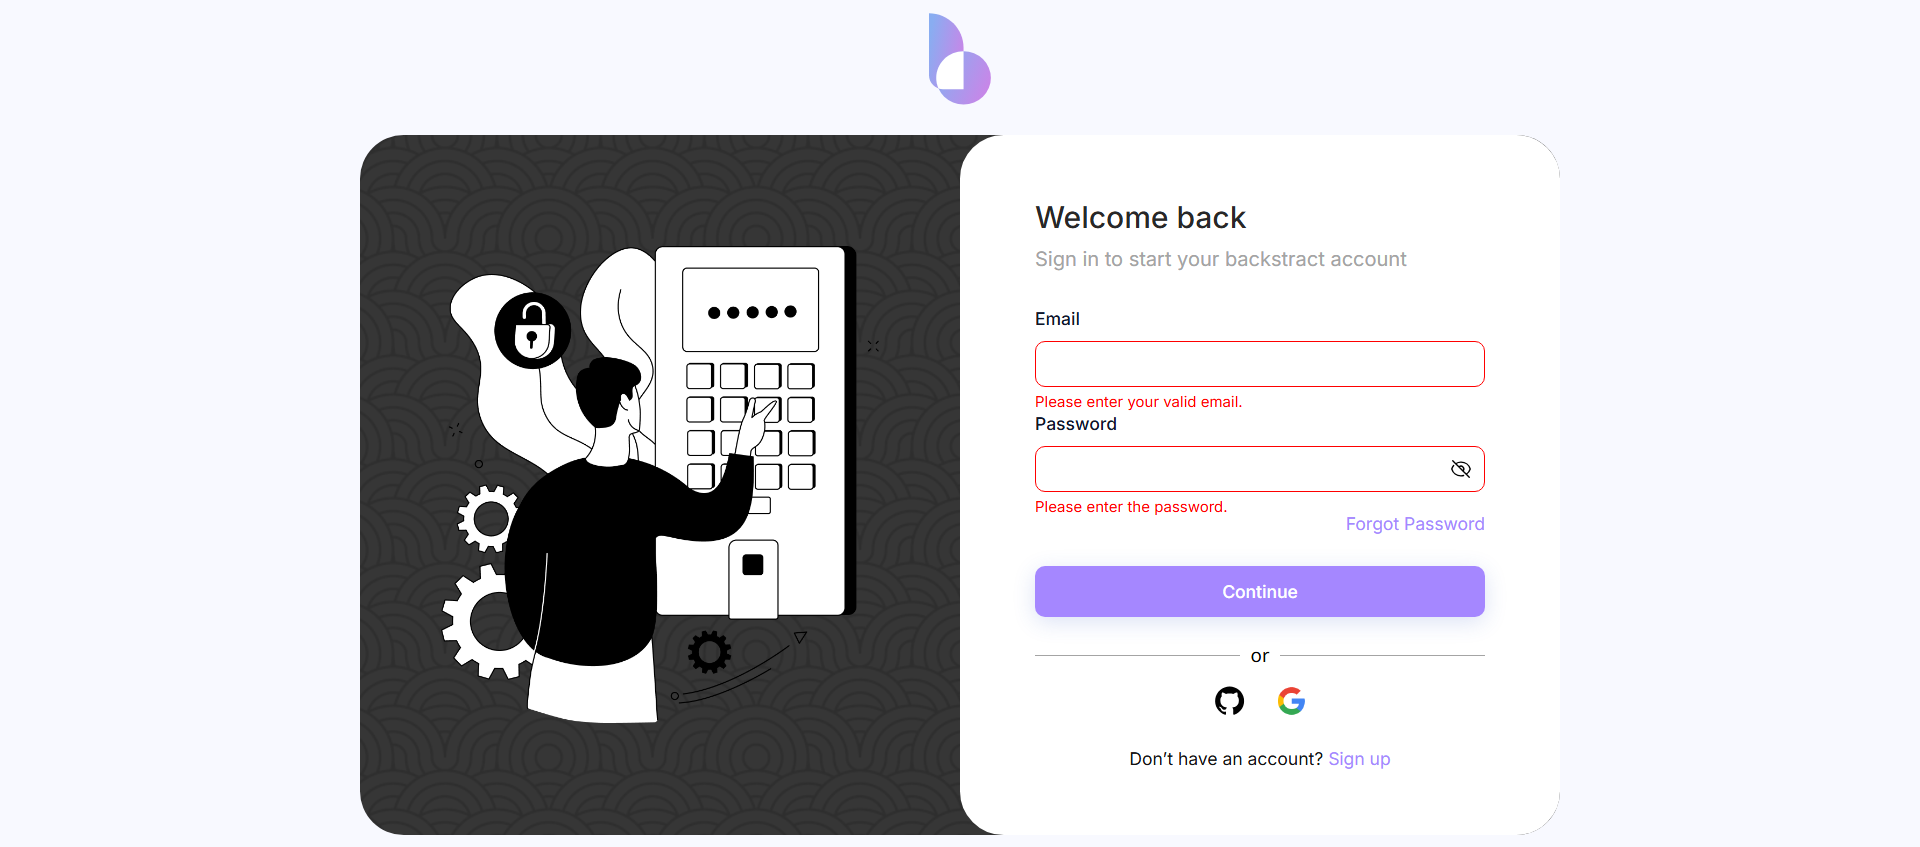 Welcome back
Sign in to start your backstract account
Email
Please enter your valid email.
Password
Please enter the password.
Forgot Password
Continue
or
Don’t have an account? Sign up